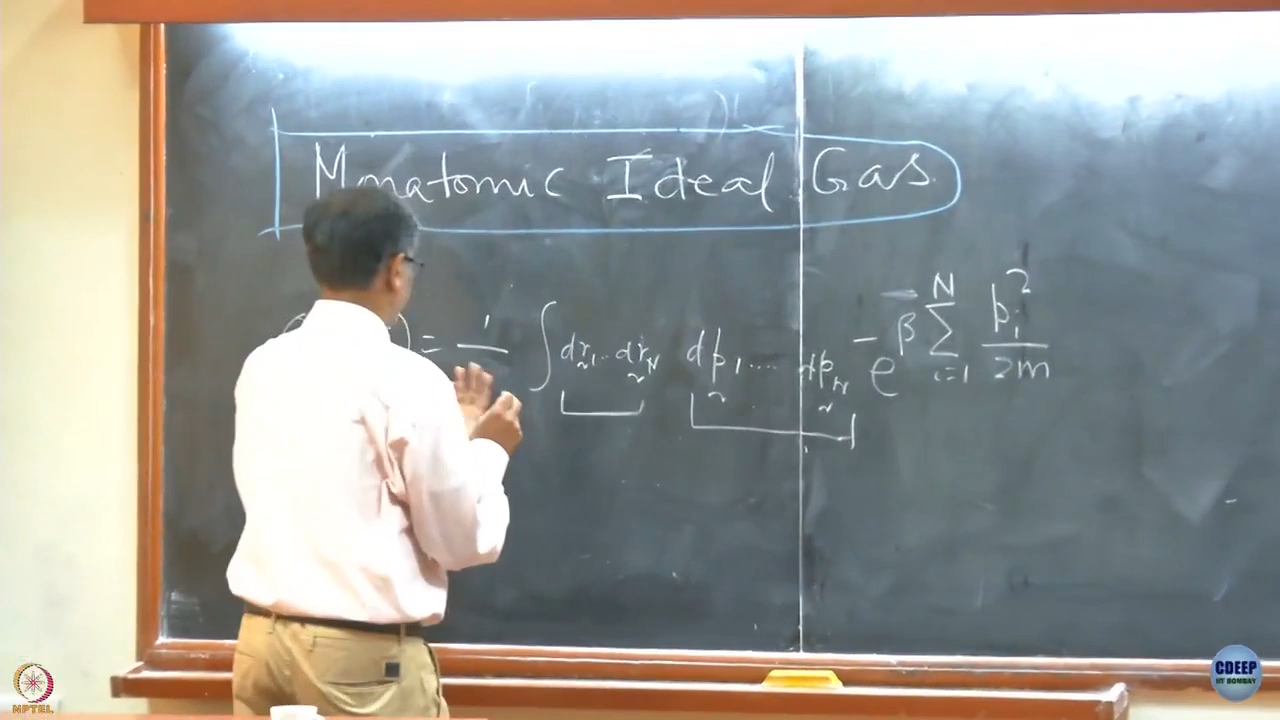 Monatomic Ideal Gas
) = 1/ ∫ dr₁.. dr_N dp₁.... dp_N e^{-β Σ_{i=1}^{N} p_i²/2m}
NPTEL
CDEEP
IIT BOMBAY